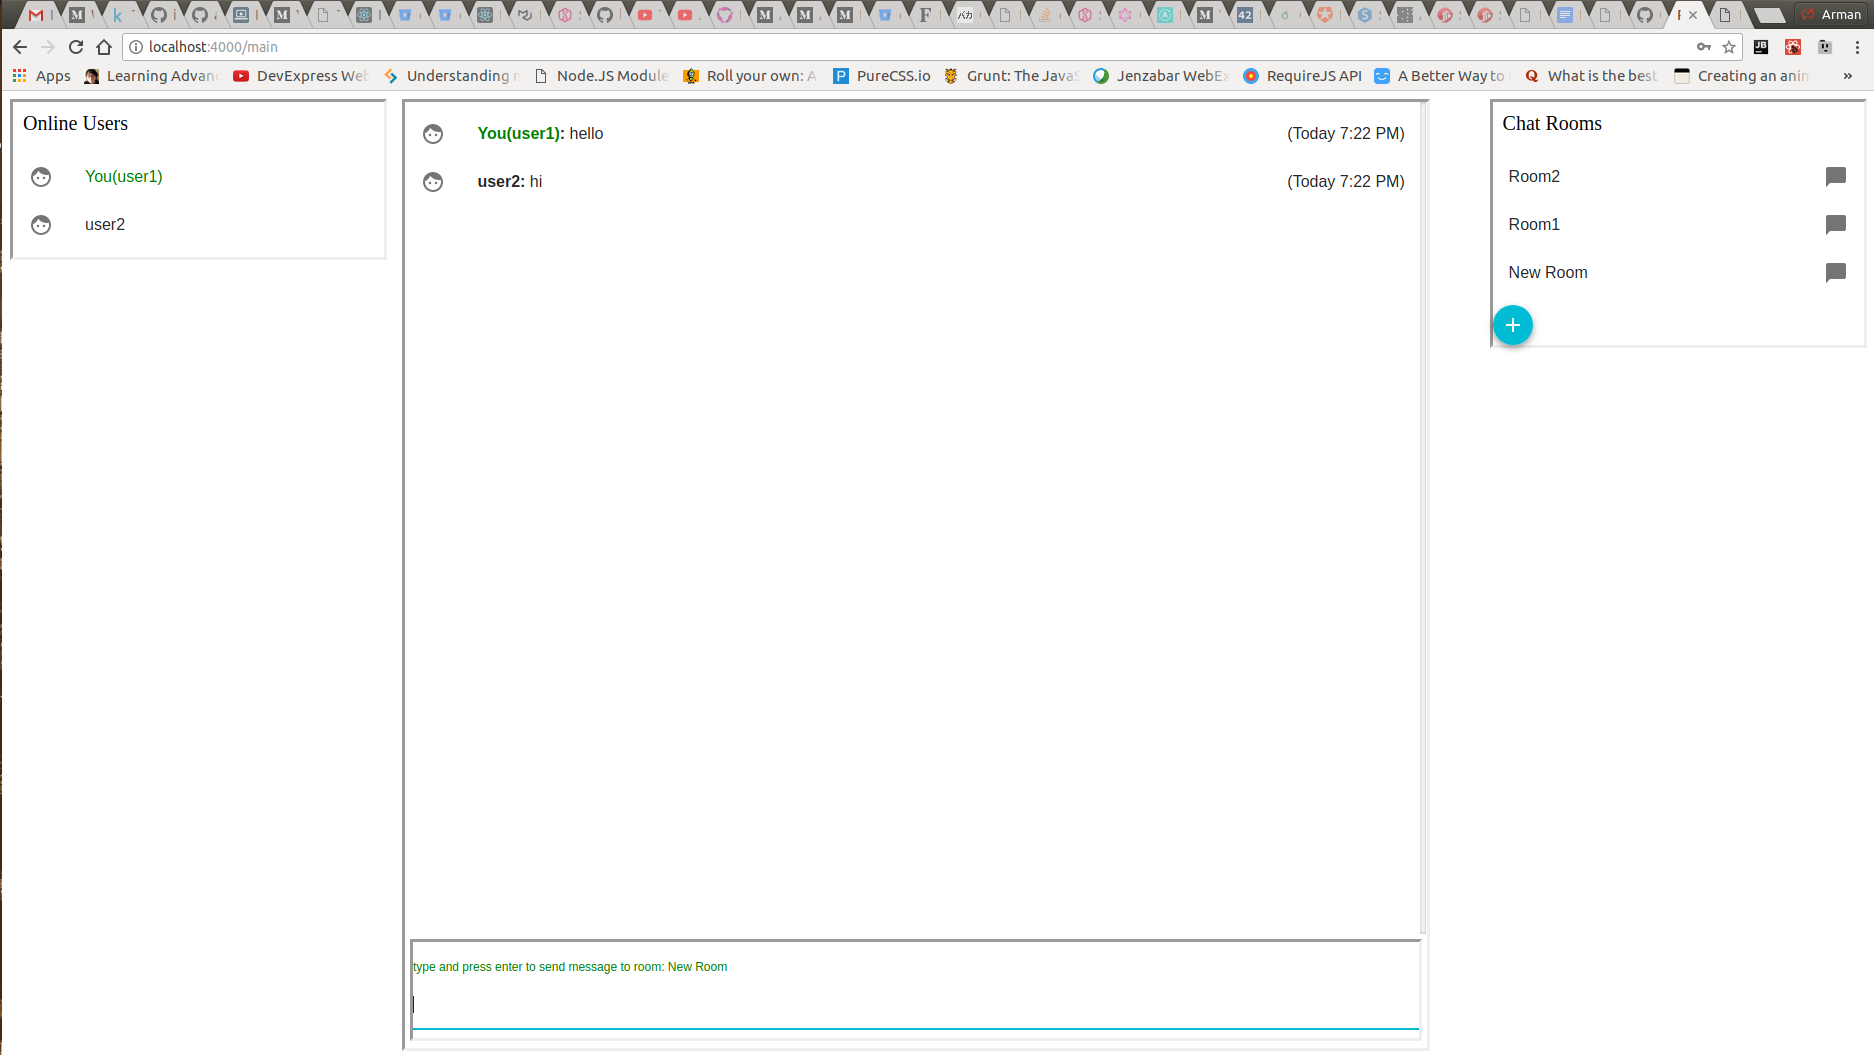 Arman
localhost:4000/main
Apps Learning Advan DevExpress Web Understanding Node.JS Module Roll your own: A PureCSS.io Grunt: The JavaS Jenzabar WebEx RequireJS API A Better Way to What is the best Creating an anim »
Online Users
You(user1)
user2
You(user1): hello (Today 7:22 PM)
user2: hi (Today 7:22 PM)
type and press enter to send message to room: New Room
Chat Rooms
Room2
Room1
New Room